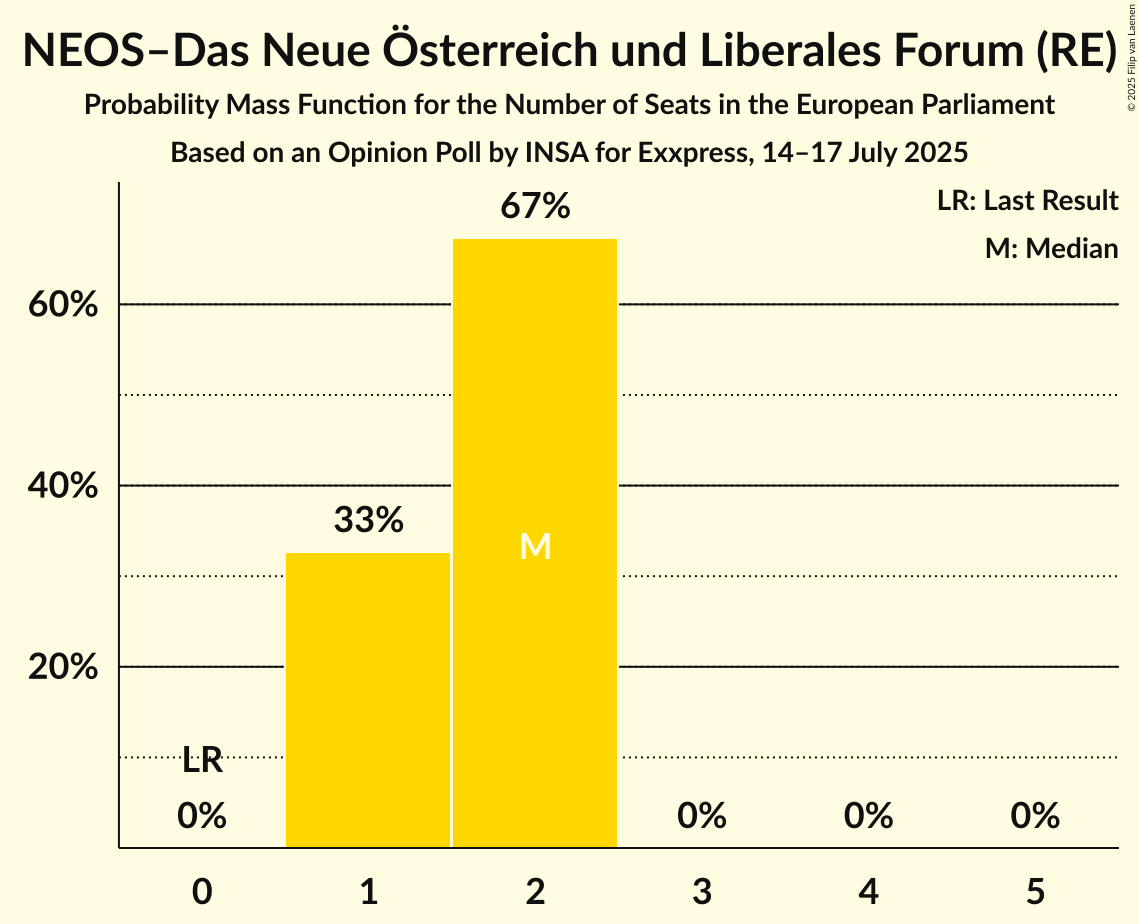 NEOS–Das Neue Österreich und Liberales Forum (RE)
Probability Mass Function for the Number of Seats in the European Parliament
Based on an Opinion Poll by INSA for Exxpress, 14–17 July 2025
© 2025 Filip van Laenen
LR: Last Result
M: Median
67%
60%
40%
33%
M
20%
LR
0%
0%
0%
0%
0
1
2
3
4
5